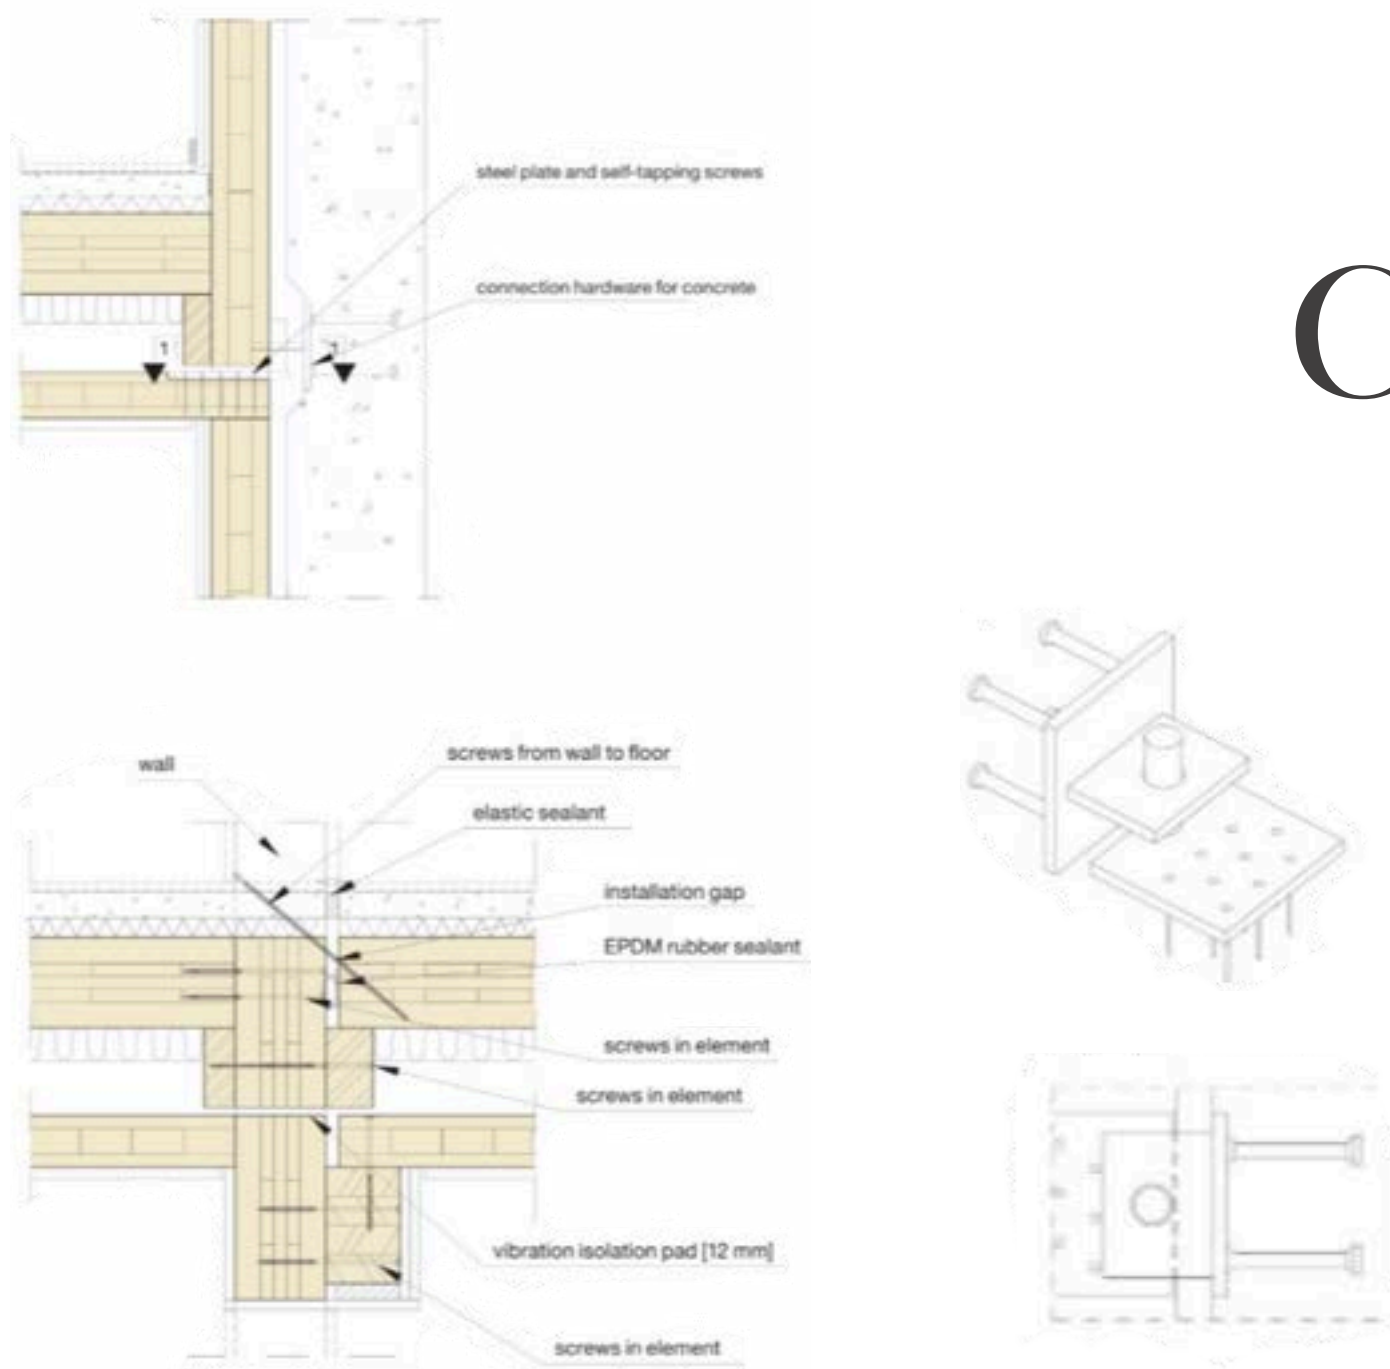 steel plate and self-tapping screws
connection hardware for concrete
1
1
C
wall
screws from wall to floor
elastic sealant
installation gap
EPDM rubber sealant
screws in element
screws in element
vibration isolation pad [12 mm]
screws in element